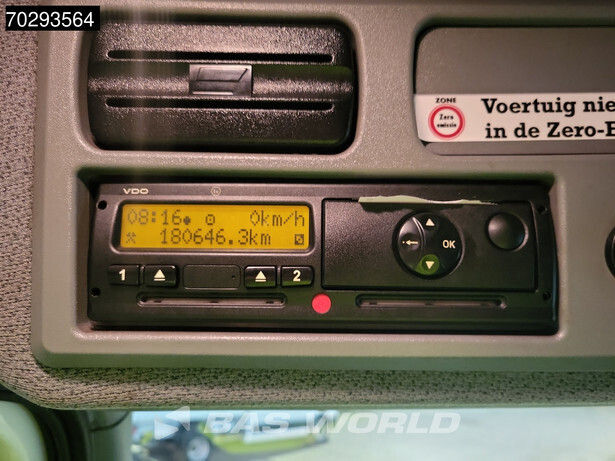 70293564
ZONE
Zero
emissie
Voertuig nie
in de Zero-E
VDO
08:16 0km/h
180646.3km
1 2
OK
BAS WORLD